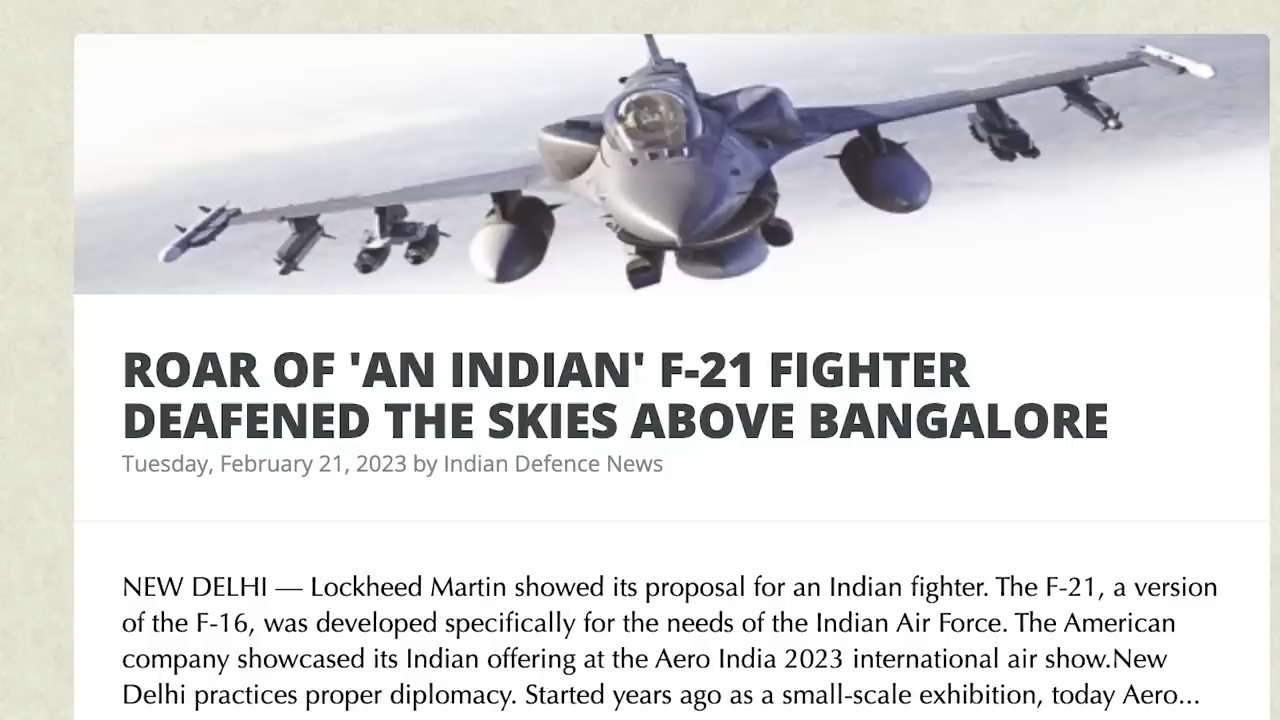 ROAR OF 'AN INDIAN' F-21 FIGHTER
DEAFENED THE SKIES ABOVE BANGALORE
Tuesday, February 21, 2023 by Indian Defence News
NEW DELHI — Lockheed Martin showed its proposal for an Indian fighter. The F-21, a version
of the F-16, was developed specifically for the needs of the Indian Air Force. The American
company showcased its Indian offering at the Aero India 2023 international air show.New
Delhi practices proper diplomacy. Started years ago as a small-scale exhibition, today Aero...